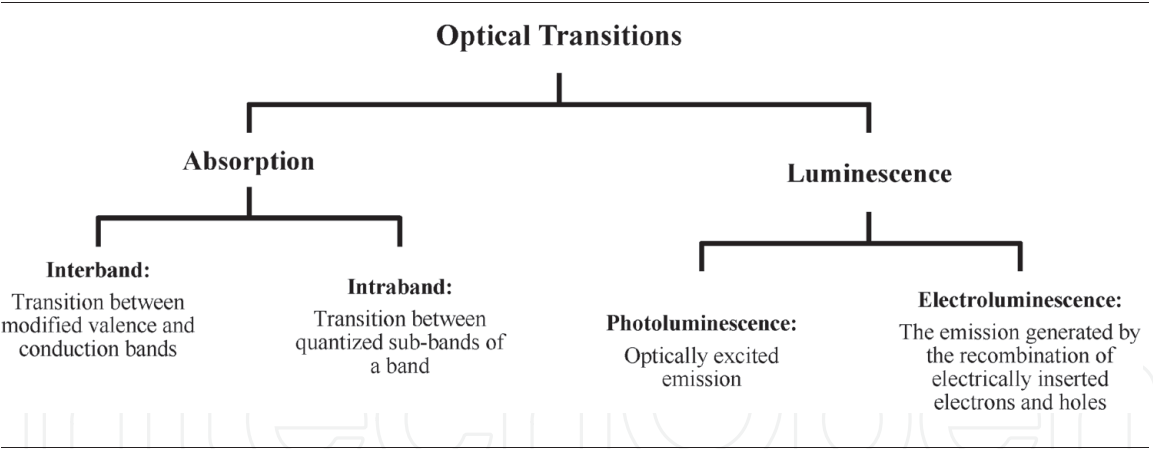 Optical Transitions
Absorption
Luminescence
Interband:
Transition between
modified valence and
conduction bands
Intraband:
Transition between
quantized sub-bands of
a band
Photoluminescence:
Optically excited
emission
Electroluminescence:
The emission generated by
the recombination of
electrically inserted
electrons and holes